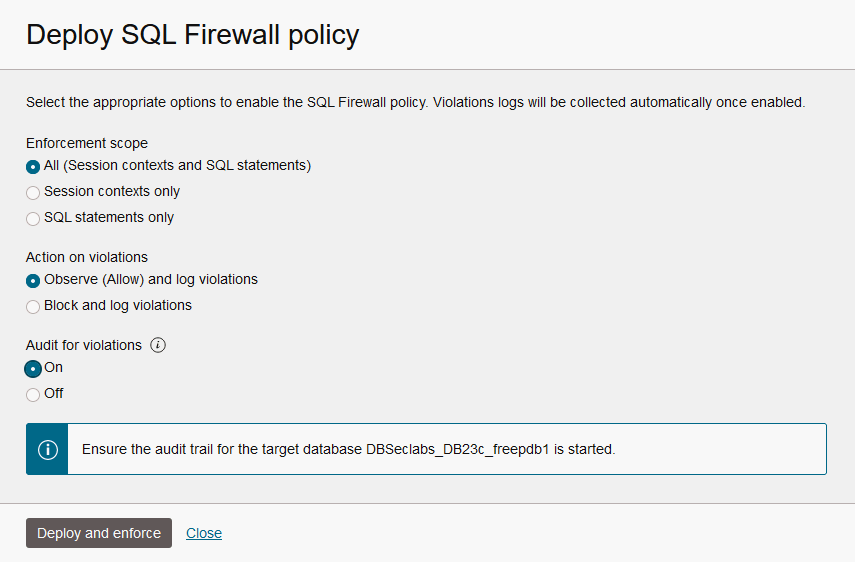 Deploy SQL Firewall policy
Select the appropriate options to enable the SQL Firewall policy. Violations logs will be collected automatically once enabled.
Enforcement scope
All (Session contexts and SQL statements)
Session contexts only
SQL statements only
Action on violations
Observe (Allow) and log violations
Block and log violations
Audit for violations
On
Off
Ensure the audit trail for the target database DBSeclabs_DB23c_freepdb1 is started.
Deploy and enforce Close